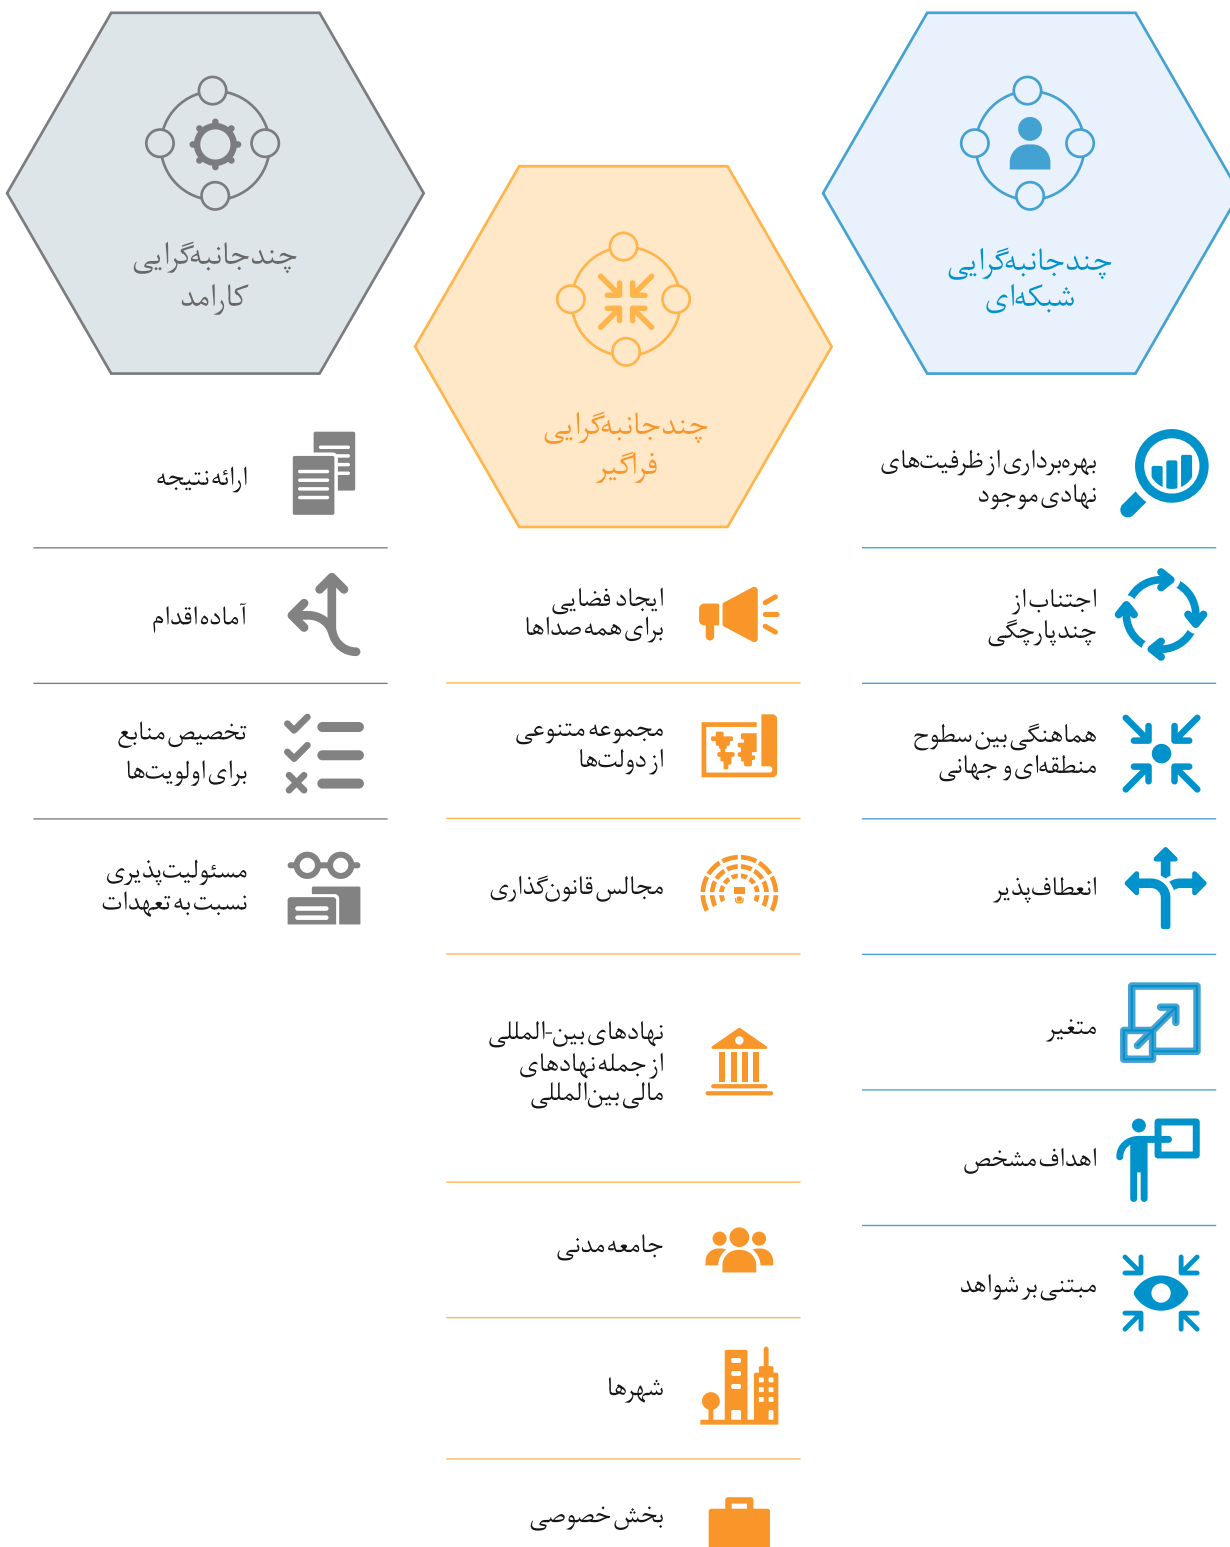 چندجانبه‌گرایی
شبکه‌ای
بهره‌برداری از ظرفیت‌های
نهادی موجود
اجتناب از
چندپارچگی
هماهنگی بین سطوح
منطقه‌ای و جهانی
انعطاف‌پذیر
متغیر
اهداف مشخص
مبتنی بر شواهد
چندجانبه‌گرایی
فراگیر
ایجاد فضایی
برای همه صداها
مجموعه متنوعی
از دولت‌ها
مجالس قانون‌گذاری
نهادهای بین-المللی
از جمله نهادهای
مالی بین‌المللی
جامعه مدنی
شهرها
بخش خصوصی
چندجانبه‌گرایی
کارامد
ارائه نتیجه
آماده اقدام
تخصیص منابع
برای اولویت‌ها
مسئولیت‌پذیری
نسبت به تعهدات